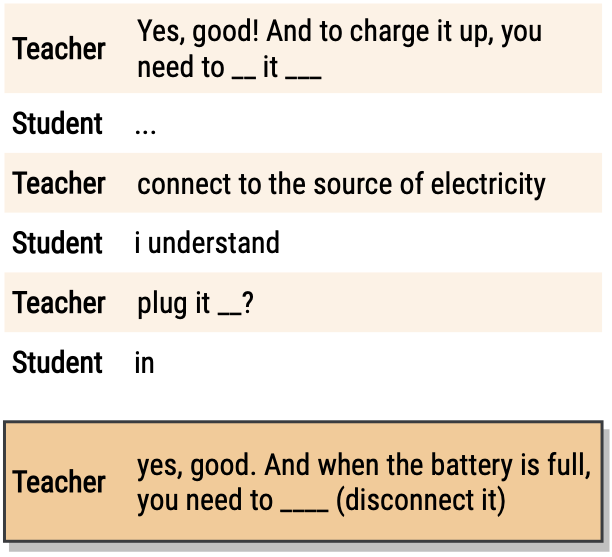 Teacher Yes, good! And to charge it up, you
need to __ it ___
Student ...
Teacher connect to the source of electricity
Student i understand
Teacher plug it __?
Student in
Teacher yes, good. And when the battery is full,
you need to ____ (disconnect it)